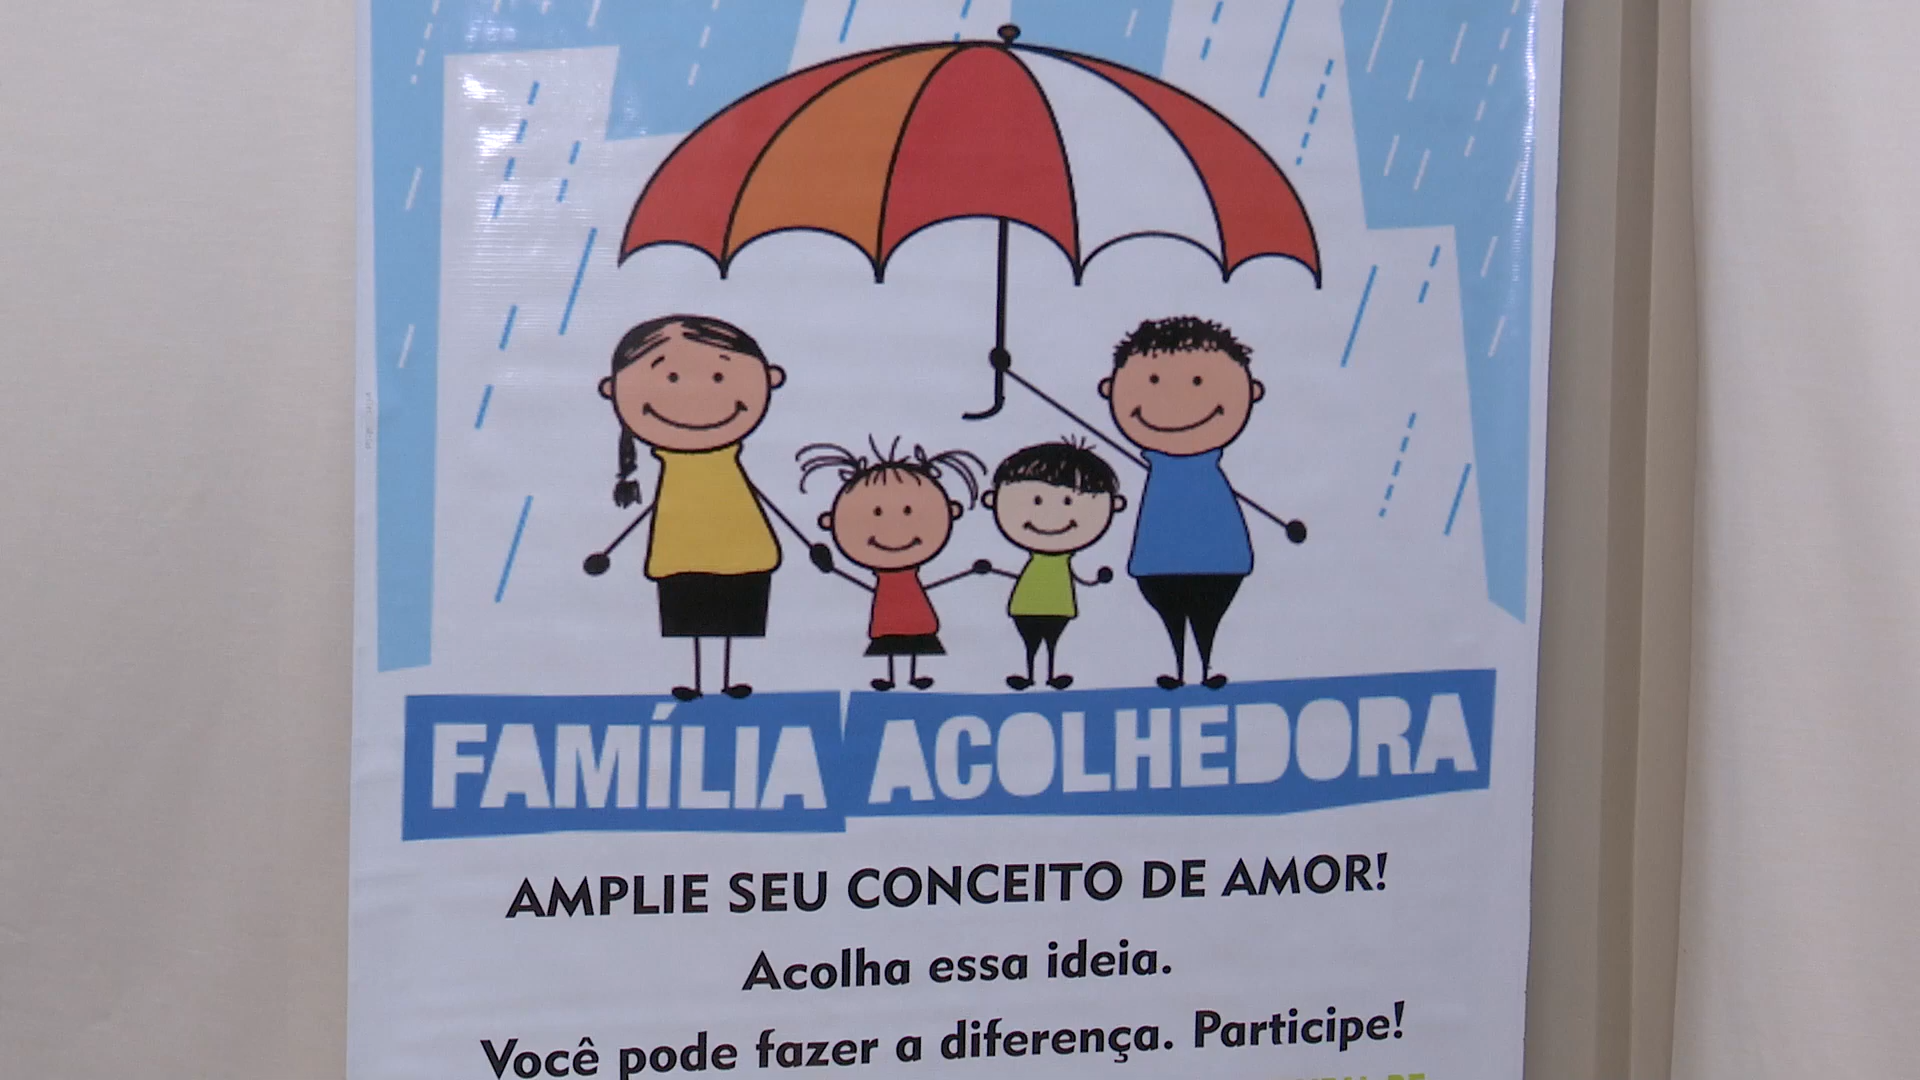 FAMÍLIA ACOLHEDORA
AMPLIE SEU CONCEITO DE AMOR!
Acolha essa ideia.
Você pode fazer a diferença. Participe!